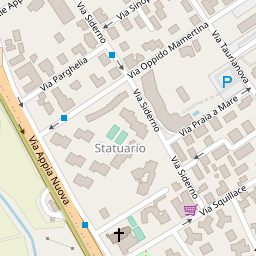 Via Siderno
Via Sinop
Via Oppido Mamertina
Via Taurianova
Via Parghelia
P
Via Siderno
Via Praia a Mare
Via Appia Nuova
Statuario
Via Siderno
Via Squillace